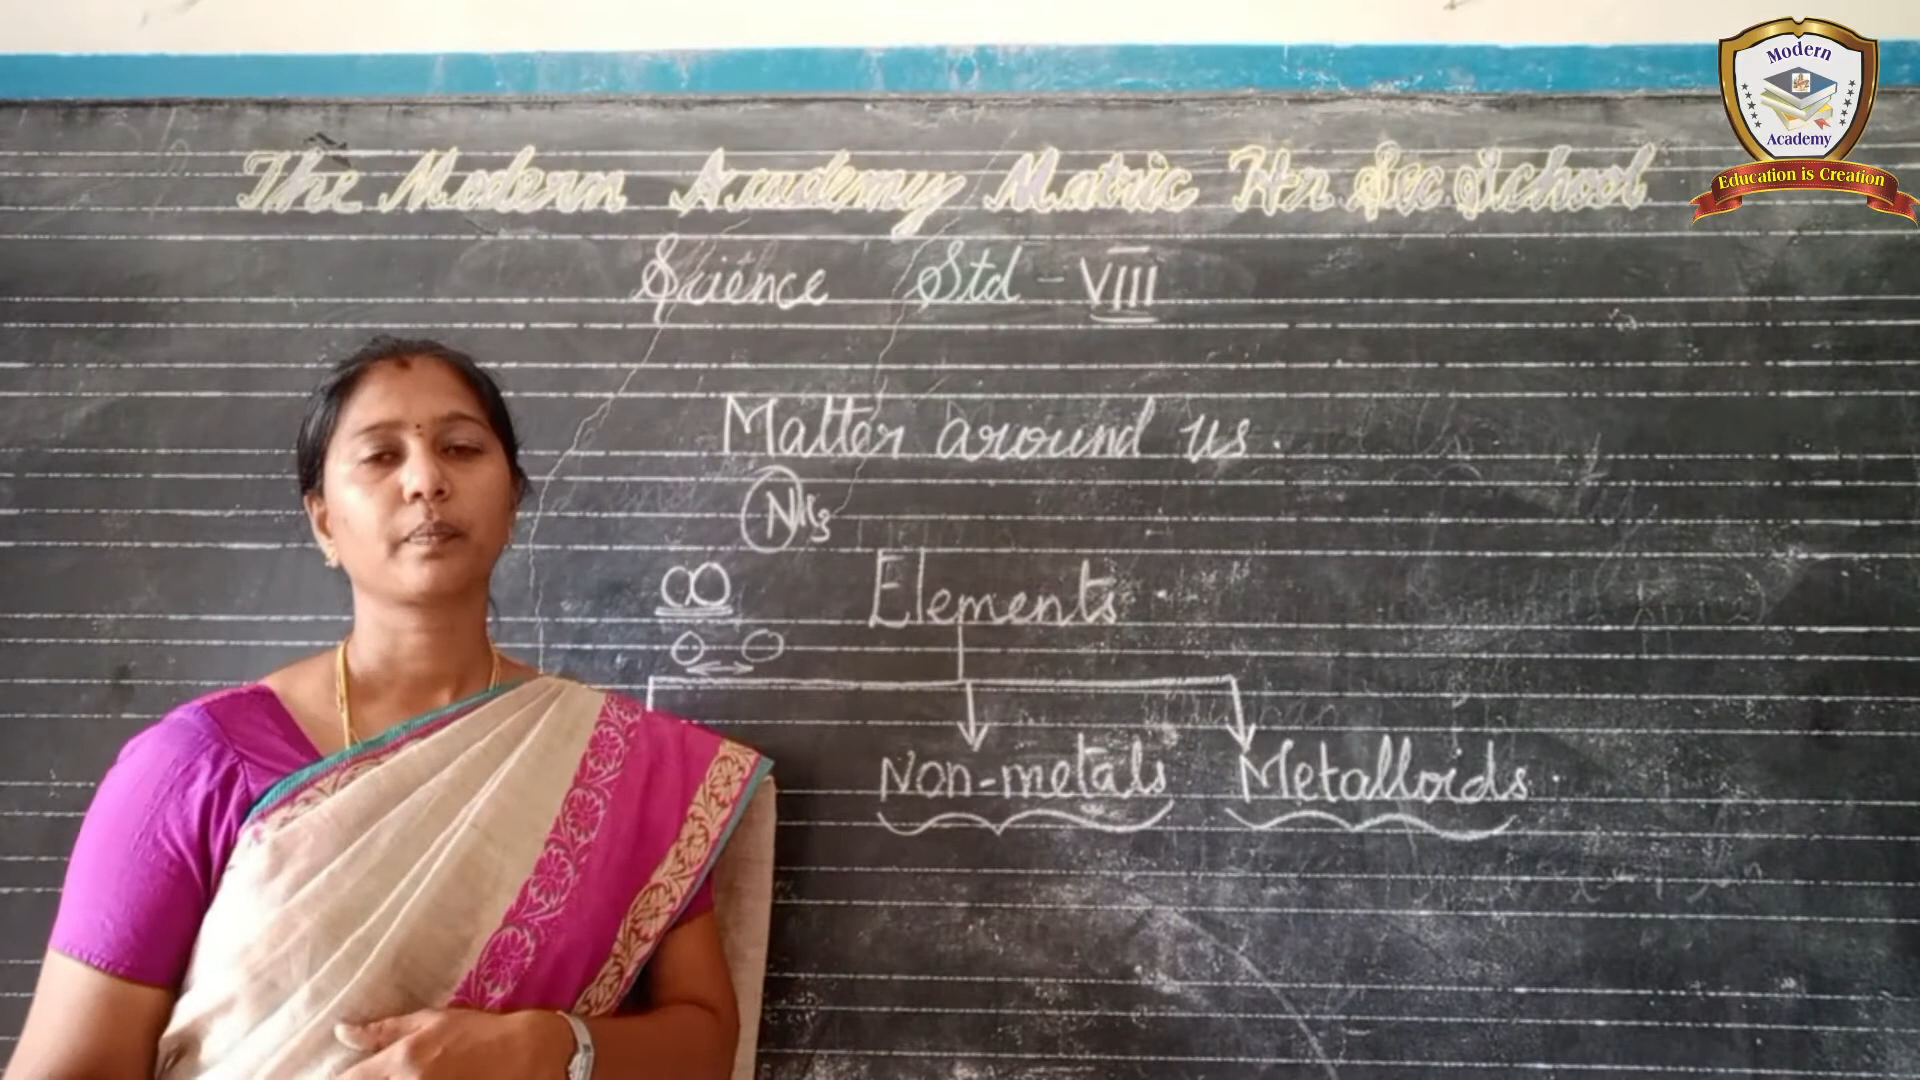 Modern
Academy
Education is Creation
The Modern Academy Matric Hr Sec School
Science Std - VIII
Matter around us.
NH3
Elements
Non-metals Metalloids.